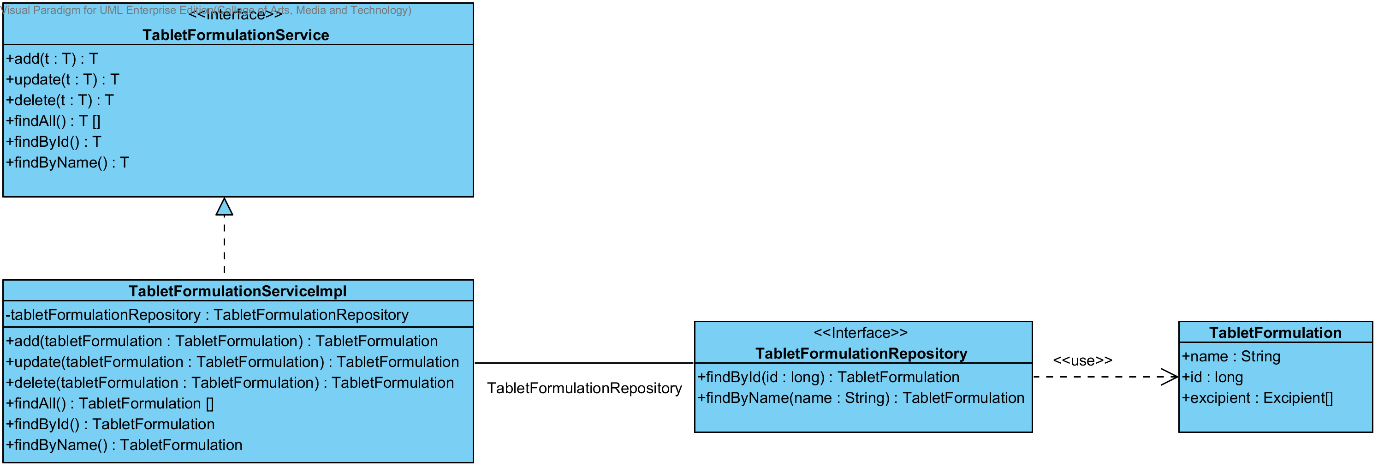 Visual Paradigm for UML Enterprise Edition(College of Arts, Media and Technology)
<<Interface>>
TabletFormulationService
+add(t : T) : T
+update(t : T) : T
+delete(t : T) : T
+findAll() : T []
+findById() : T
+findByName() : T
TabletFormulationServiceImpl
-tabletFormulationRepository : TabletFormulationRepository
+add(tabletFormulation : TabletFormulation) : TabletFormulation
+update(tabletFormulation : TabletFormulation) : TabletFormulation
+delete(tabletFormulation : TabletFormulation) : TabletFormulation
+findAll() : TabletFormulation []
+findById() : TabletFormulation
+findByName() : TabletFormulation
TabletFormulationRepository
<<Interface>>
TabletFormulationRepository
+findById(id : long) : TabletFormulation
+findByName(name : String) : TabletFormulation
<<use>>
TabletFormulation
+name : String
+id : long
+excipient : Excipient[]